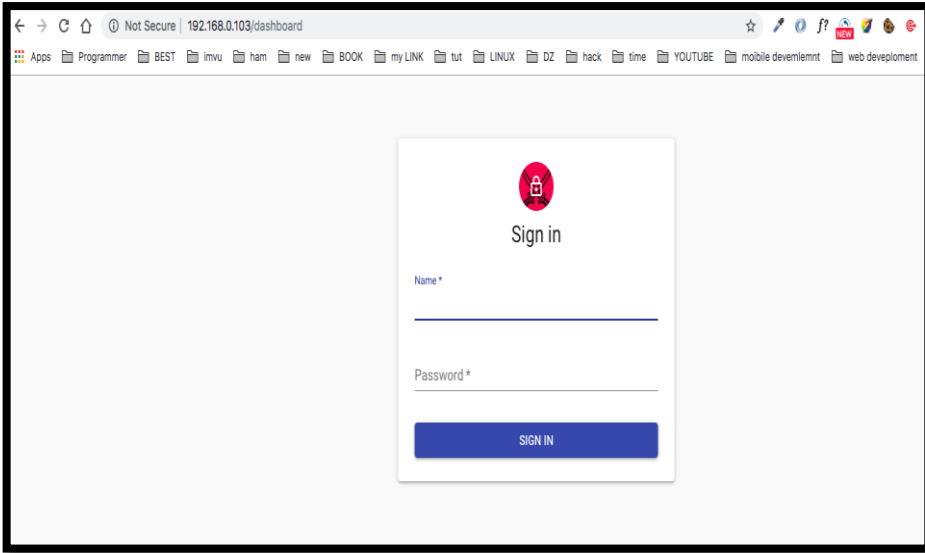 Not Secure | 192.168.0.103/dashboard f? NEW
Apps Programmer BEST imvu ham new BOOK my LINK tut LINUX DZ hack time YOUTUBE moibile devemlemnt web deveploment
Sign in
Name *
Password *
SIGN IN